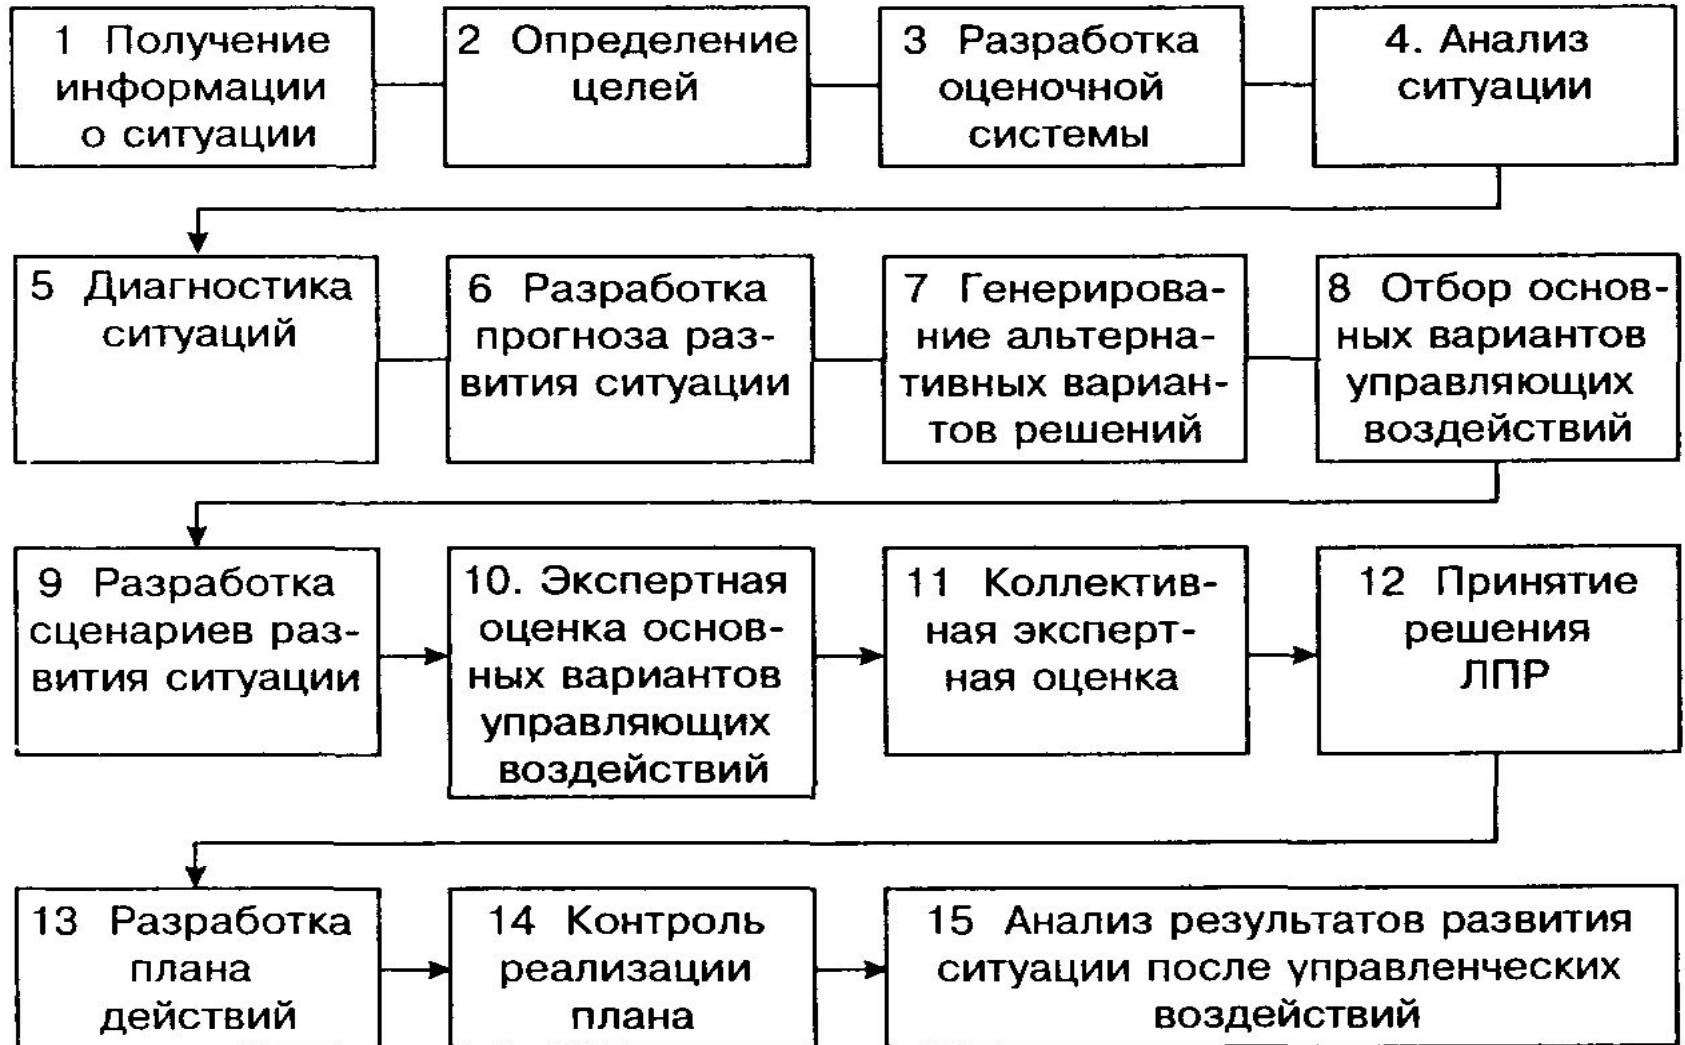 1 Получение
информации
о ситуации
2 Определение
целей
3 Разработка
оценочной
системы
4. Анализ
ситуации
5 Диагностика
ситуаций
6 Разработка
прогноза раз-
вития ситуации
7 Генерирова-
ние альтерна-
тивных вариан-
тов решений
8 Отбор основ-
ных вариантов
управляющих
воздействий
9 Разработка
сценариев раз-
вития ситуации
10. Экспертная
оценка основ-
ных вариантов
управляющих
воздействий
11 Коллектив-
ная эксперт-
ная оценка
12 Принятие
решения
ЛПР
13 Разработка
плана
действий
14 Контроль
реализации
плана
15 Анализ результатов развития
ситуации после управленческих
воздействий